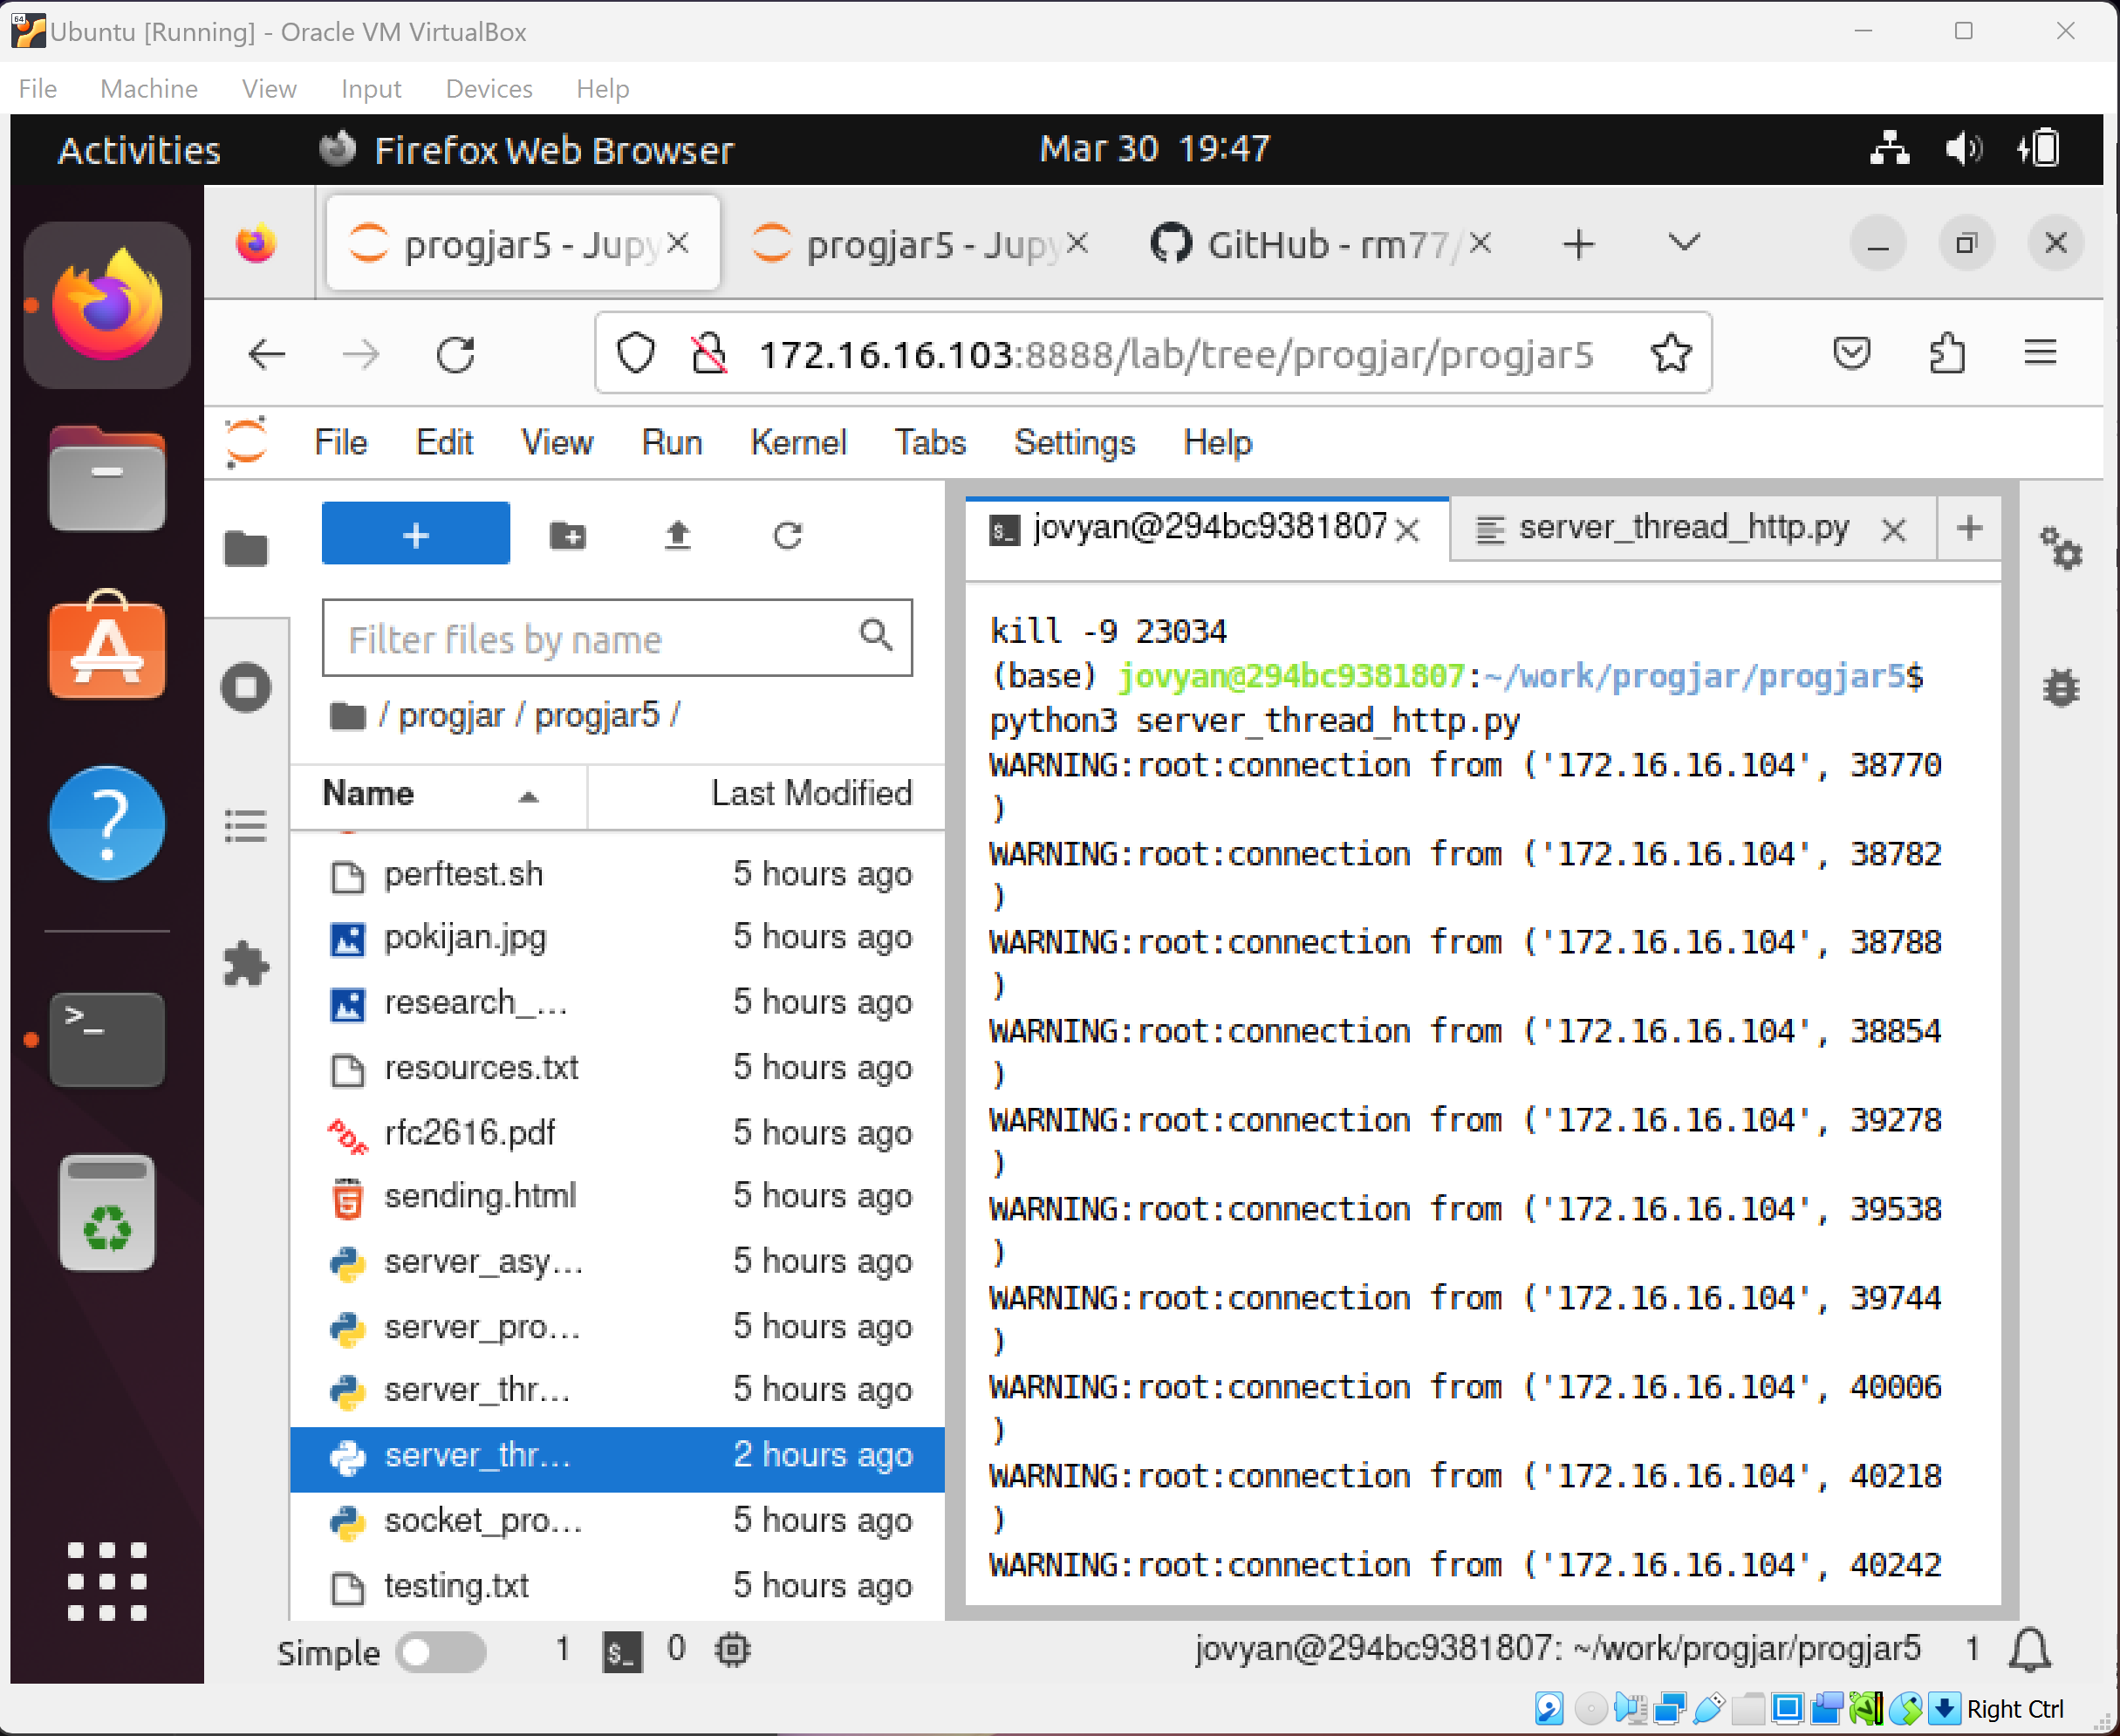 Ubuntu [Running] - Oracle VM VirtualBox
File Machine View Input Devices Help
Activities Firefox Web Browser Mar 30 19:47
progjar5 - Jupy progjar5 - Jupy GitHub - rm77/
172.16.16.103:8888/lab/tree/progjar/progjar5
File Edit View Run Kernel Tabs Settings Help
jovyan@294bc9381807 server_thread_http.py
Filter files by name
/ progjar / progjar5 /
Name Last Modified
perftest.sh 5 hours ago
pokijan.jpg 5 hours ago
research_... 5 hours ago
resources.txt 5 hours ago
rfc2616.pdf 5 hours ago
sending.html 5 hours ago
server_asy... 5 hours ago
server_pro... 5 hours ago
server_thr... 5 hours ago
server_thr... 2 hours ago
socket_pro... 5 hours ago
testing.txt 5 hours ago
kill -9 23034
(base) jovyan@294bc9381807:~/work/progjar/progjar5$
python3 server_thread_http.py
WARNING:root:connection from ('172.16.16.104', 38770
)
WARNING:root:connection from ('172.16.16.104', 38782
)
WARNING:root:connection from ('172.16.16.104', 38788
)
WARNING:root:connection from ('172.16.16.104', 38854
)
WARNING:root:connection from ('172.16.16.104', 39278
)
WARNING:root:connection from ('172.16.16.104', 39538
)
WARNING:root:connection from ('172.16.16.104', 39744
)
WARNING:root:connection from ('172.16.16.104', 40006
)
WARNING:root:connection from ('172.16.16.104', 40218
)
WARNING:root:connection from ('172.16.16.104', 40242
Simple 1 $_ 0 jovyan@294bc9381807: ~/work/progjar/progjar5 1
Right Ctrl